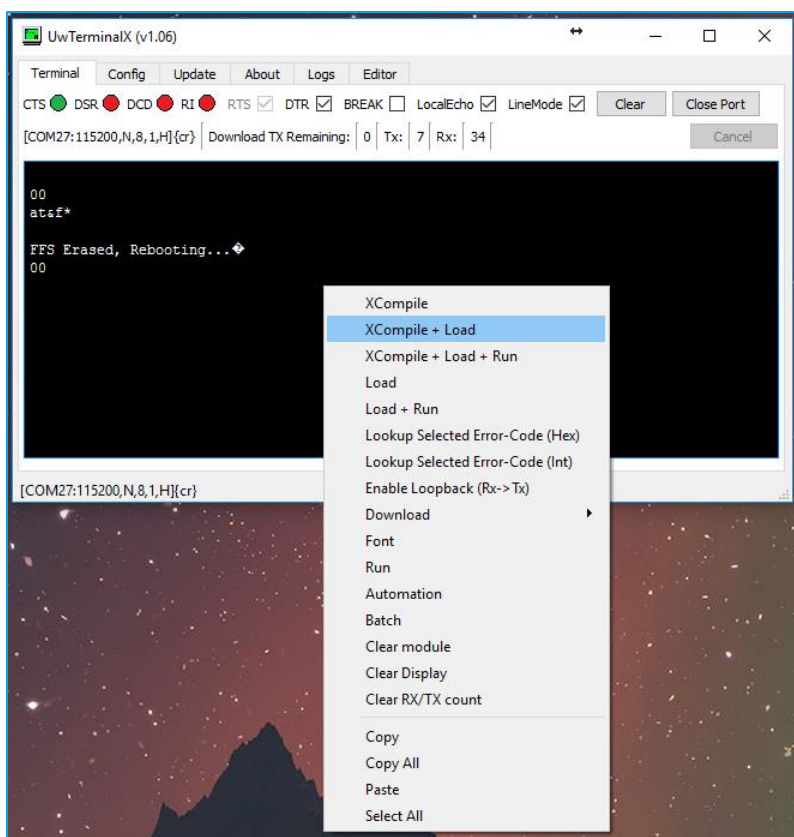 UwTerminalX (v1.06)
Terminal Config Update About Logs Editor
CTS DSR DCD RI RTS DTR BREAK LocalEcho LineMode Clear Close Port
[COM27:115200,N,8,1,H]{cr} Download TX Remaining: 0 Tx: 7 Rx: 34 Cancel
00
at&f*
FFS Erased, Rebooting...�
00
XCompile
XCompile + Load
XCompile + Load + Run
Load
Load + Run
Lookup Selected Error-Code (Hex)
Lookup Selected Error-Code (Int)
[COM27:115200,N,8,1,H]{cr}
Enable Loopback (Rx->Tx)
Download
Font
Run
Automation
Batch
Clear module
Clear Display
Clear RX/TX count
Copy
Copy All
Paste
Select All